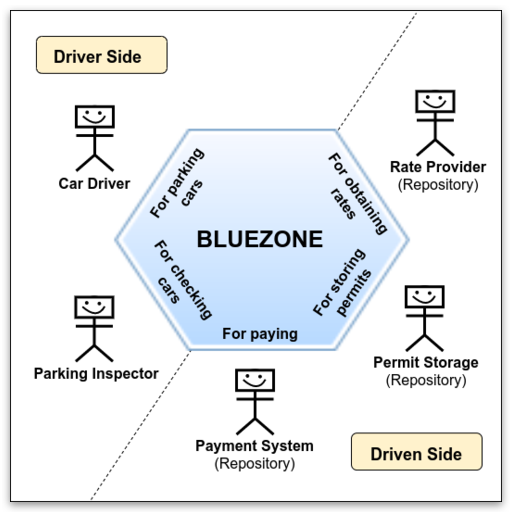 Driver Side
Car Driver
Rate Provider
(Repository)
For parking
cars
For obtaining
rates
BLUEZONE
For checking
cars
For storing
permits
For paying
Parking Inspector
Permit Storage
(Repository)
Payment System
(Repository)
Driven Side